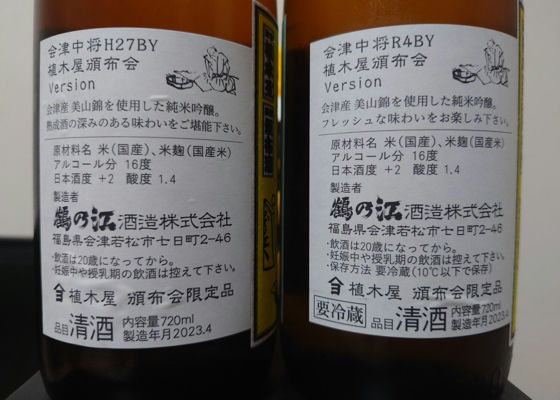 会津中将H27BY
植木屋頒布会
Version
会津産 美山錦を使用した純米吟醸。
熟成酒の深みのある味わいをご堪能下さい。
原材料名 米(国産)、米麹(国産米)
アルコール分 16度
日本酒度 +2 酸度 1.4
製造者
鶴乃江酒造株式会社
福島県会津若松市七日町2-46
・飲酒は20歳になってから。
・妊娠中や授乳期の飲酒は控えて下さい。
植木屋 頒布会限定品
品目 清酒 内容量720ml
製造年月2023.4
会津中将R4BY
植木屋頒布会
Version
会津産 美山錦を使用した純米吟醸。
フレッシュな味わいをお楽しみ下さい。
原材料名 米(国産)、米麹(国産米)
アルコール分 16度
日本酒度 +2 酸度 1.4
製造者
鶴乃江酒造株式会社
福島県会津若松市七日町2-46
・飲酒は20歳になってから。
・妊娠中や授乳期の飲酒は控えて下さい。
・保存方法 要冷蔵(10℃以下で保存)
植木屋 頒布会限定品
要冷蔵 品目 清酒 内容量720ml
製造年月2023.4